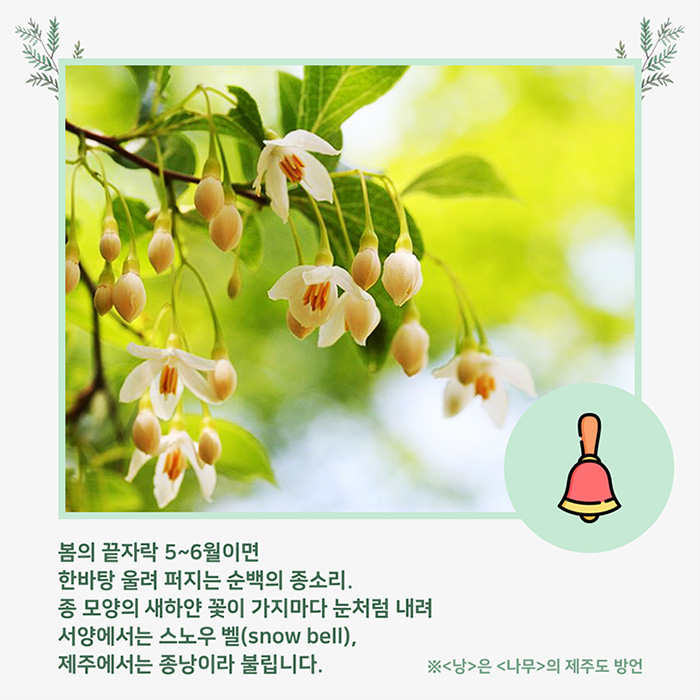 봄의 끝자락 5~6월이면
한바탕 울려 퍼지는 순백의 종소리.
종 모양의 새하얀 꽃이 가지마다 눈처럼 내려
서양에서는 스노우 벨(snow bell),
제주에서는 종낭이라 불립니다.
※<낭>은 <나무>의 제주도 방언